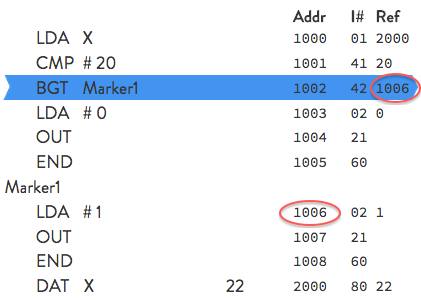 Addr I# Ref
LDA X 1000 01 2000
CMP # 20 1001 41 20
BGT Marker1 1002 42 1006
LDA # 0 1003 02 0
OUT 1004 21
END 1005 60
Marker1
LDA # 1 1006 02 1
OUT 1007 21
END 1008 60
DAT X 22 2000 80 22